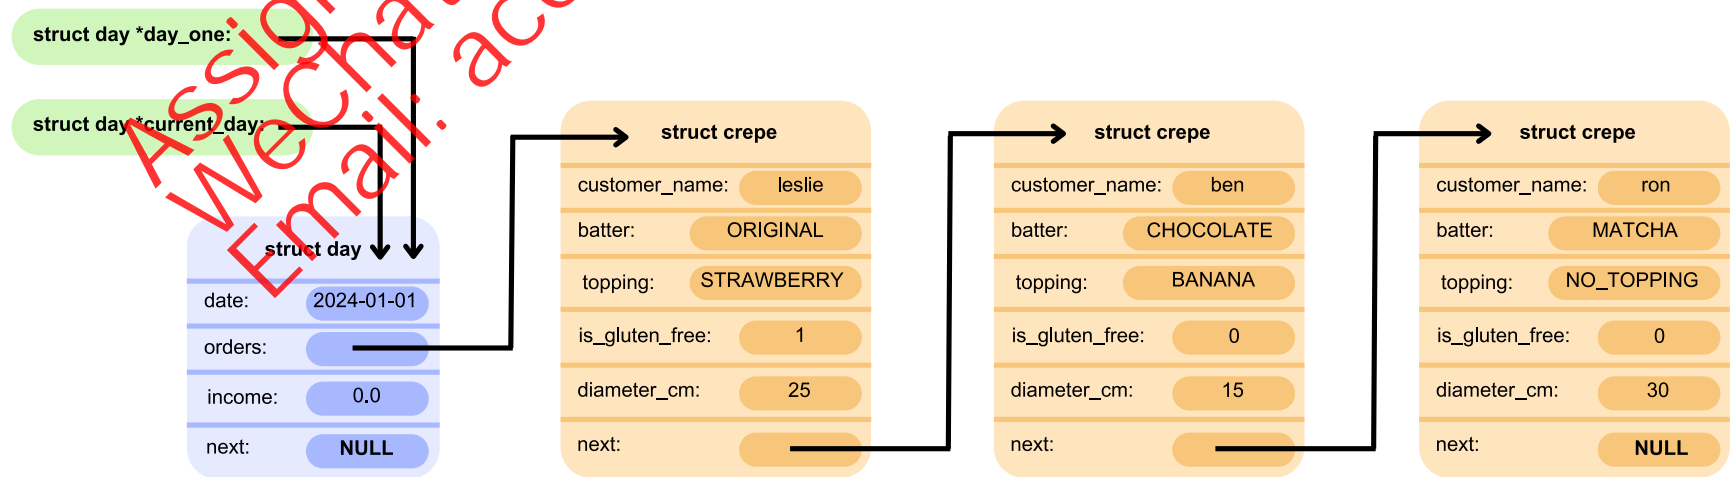 struct day *day_one:
struct day *current_day:
struct day
date: 2024-01-01
orders:
income: 0.0
next: NULL
struct crepe
customer_name: leslie
batter: ORIGINAL
topping: STRAWBERRY
is_gluten_free: 1
diameter_cm: 25
next:
struct crepe
customer_name: ben
batter: CHOCOLATE
topping: BANANA
is_gluten_free: 0
diameter_cm: 15
next:
struct crepe
customer_name: ron
batter: MATCHA
topping: NO_TOPPING
is_gluten_free: 0
diameter_cm: 30
next: NULL
WeChat
Email: